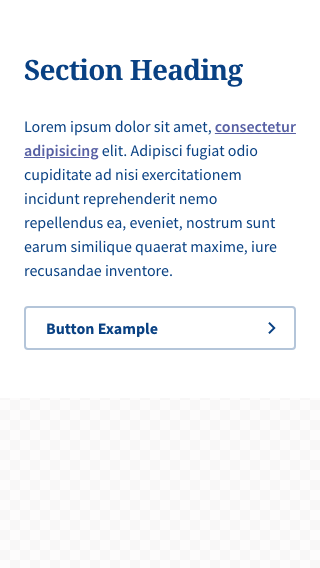 Section Heading
Lorem ipsum dolor sit amet, consectetur
adipisicing elit. Adipisci fugiat odio
cupiditate ad nisi exercitationem
incidunt reprehenderit nemo
repellendus ea, eveniet, nostrum sunt
earum similique quaerat maxime, iure
recusandae inventore.
Button Example